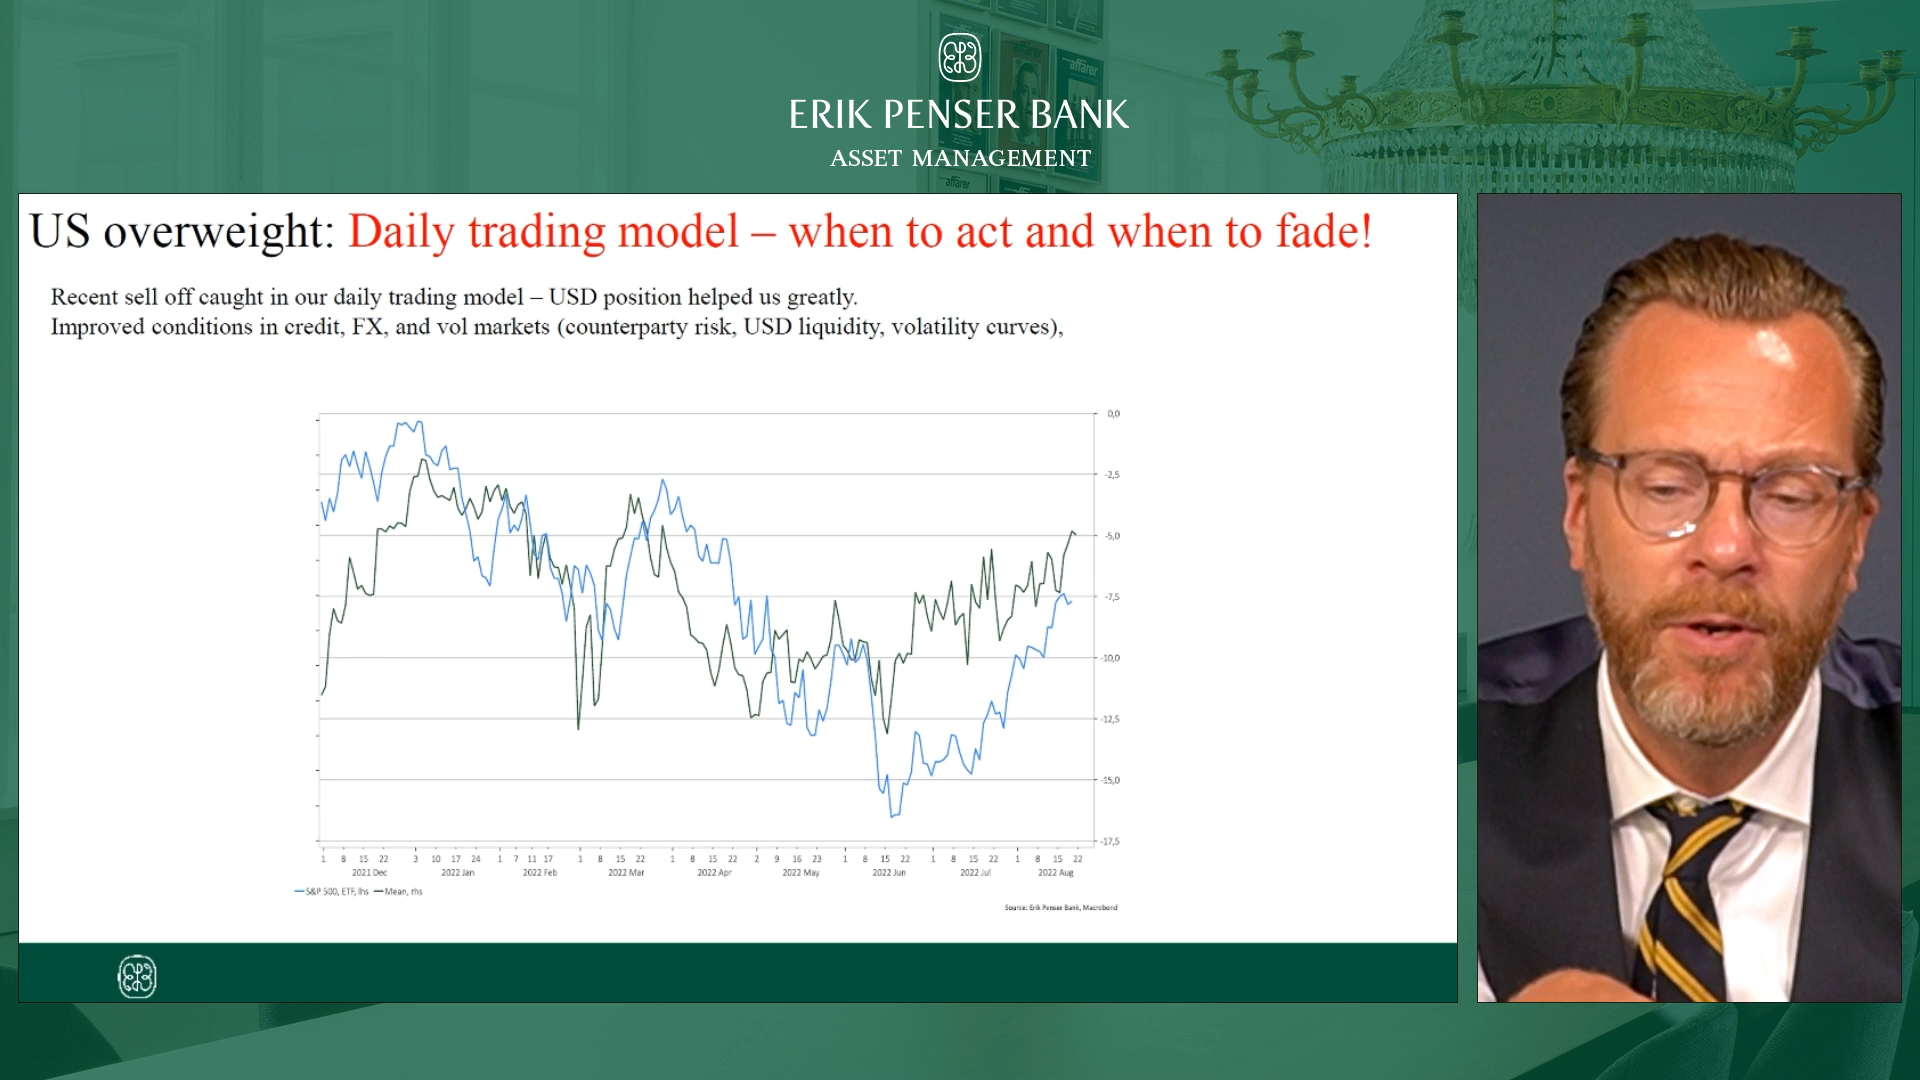 affärer
affärer
affärer
ERIK PENSER BANK
ASSET MANAGEMENT
US overweight: Daily trading model – when to act and when to fade!
Recent sell off caught in our daily trading model – USD position helped us greatly.
Improved conditions in credit, FX, and vol markets (counterparty risk, USD liquidity, volatility curves),
0,0
-2,5
-5,0
-7,5
-10,0
-12,5
-15,0
-17,5
1 8 15 22 3 10 17 24 1 7 11 17 1 8 15 22 1 8 15 22 2 9 16 23 1 8 15 22 1 8 15 22 1 8 15 22
2021 Dec 2022 Jan 2022 Feb 2022 Mar 2022 Apr 2022 May 2022 Jun 2022 Jul 2022 Aug
S&P 500, ETF, lhs Mean, rhs
Source: Erik Penser Bank, Macrobond